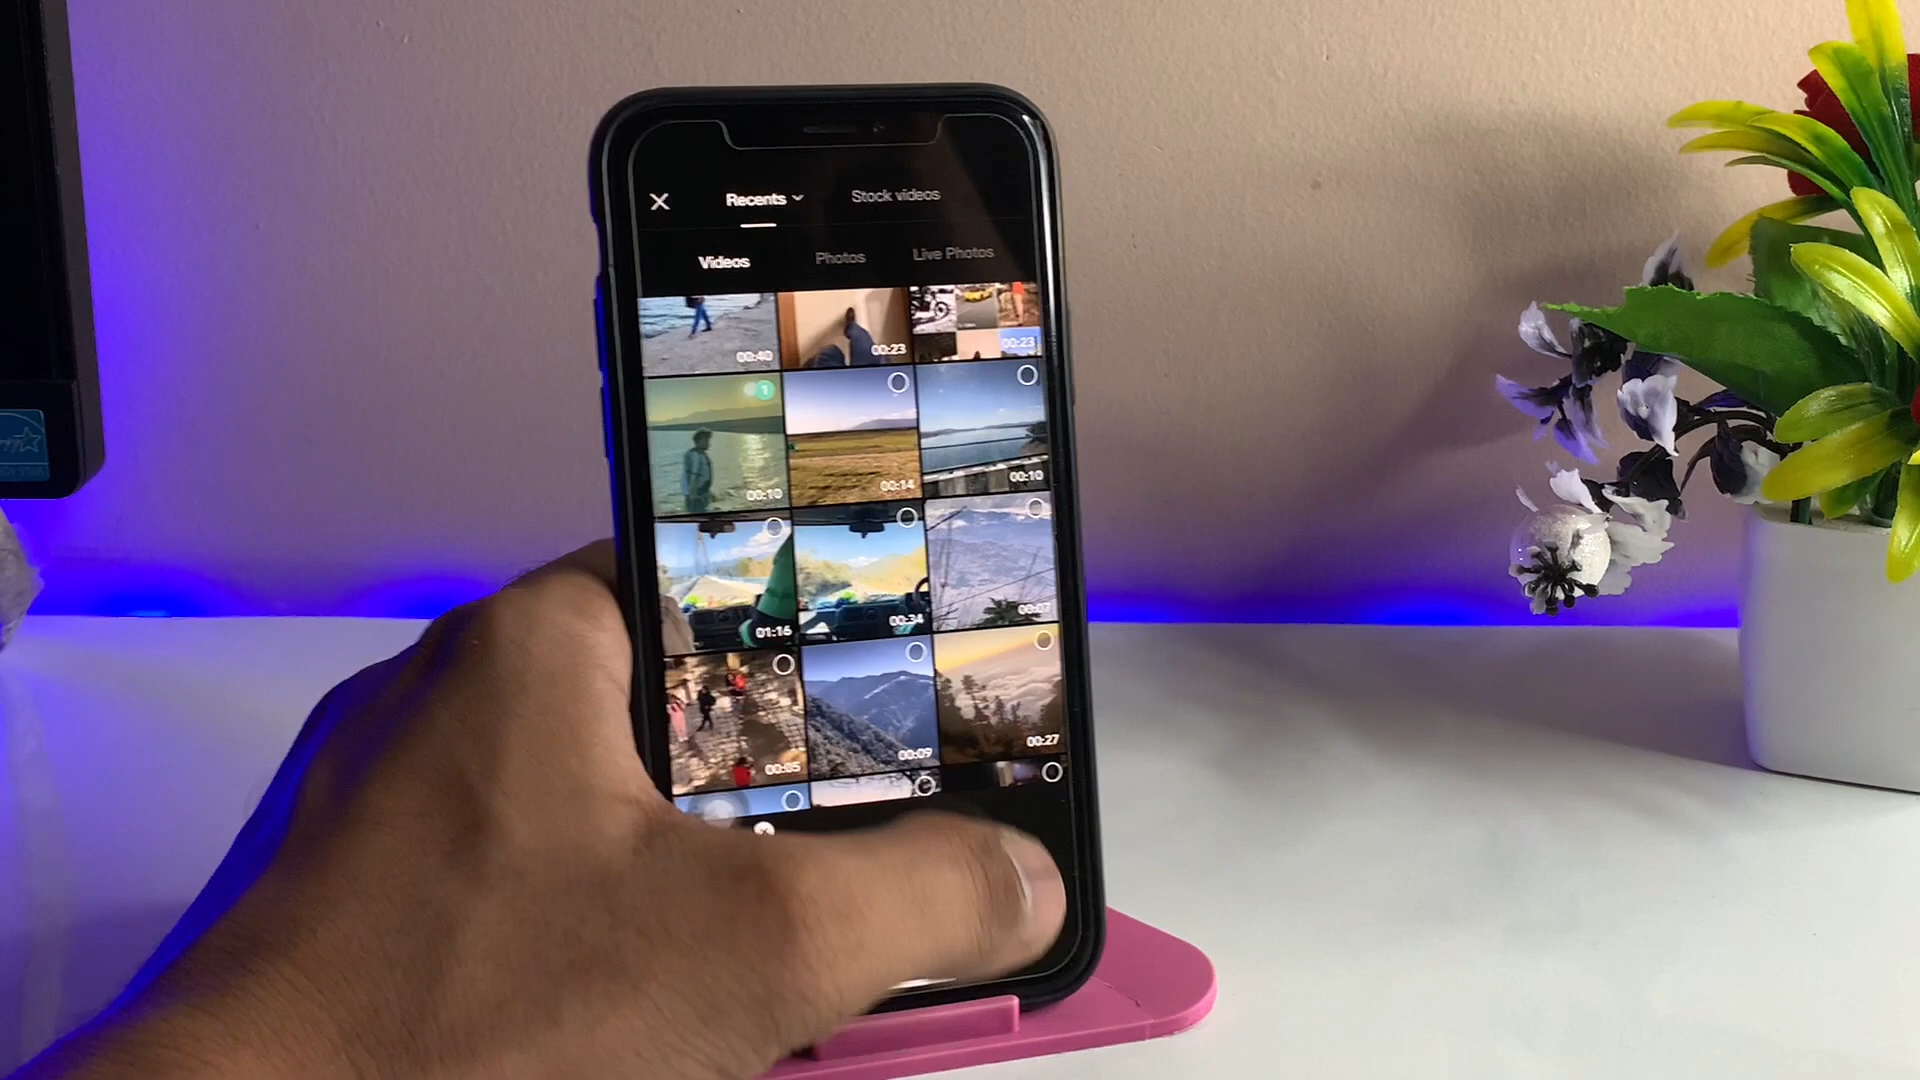 Recents
Stock videos
Videos
Photos
Live Photos
00:40
00:23
00:23
1
00:10
00:14
00:10
01:16
00:34
00:07
00:05
00:09
00:27